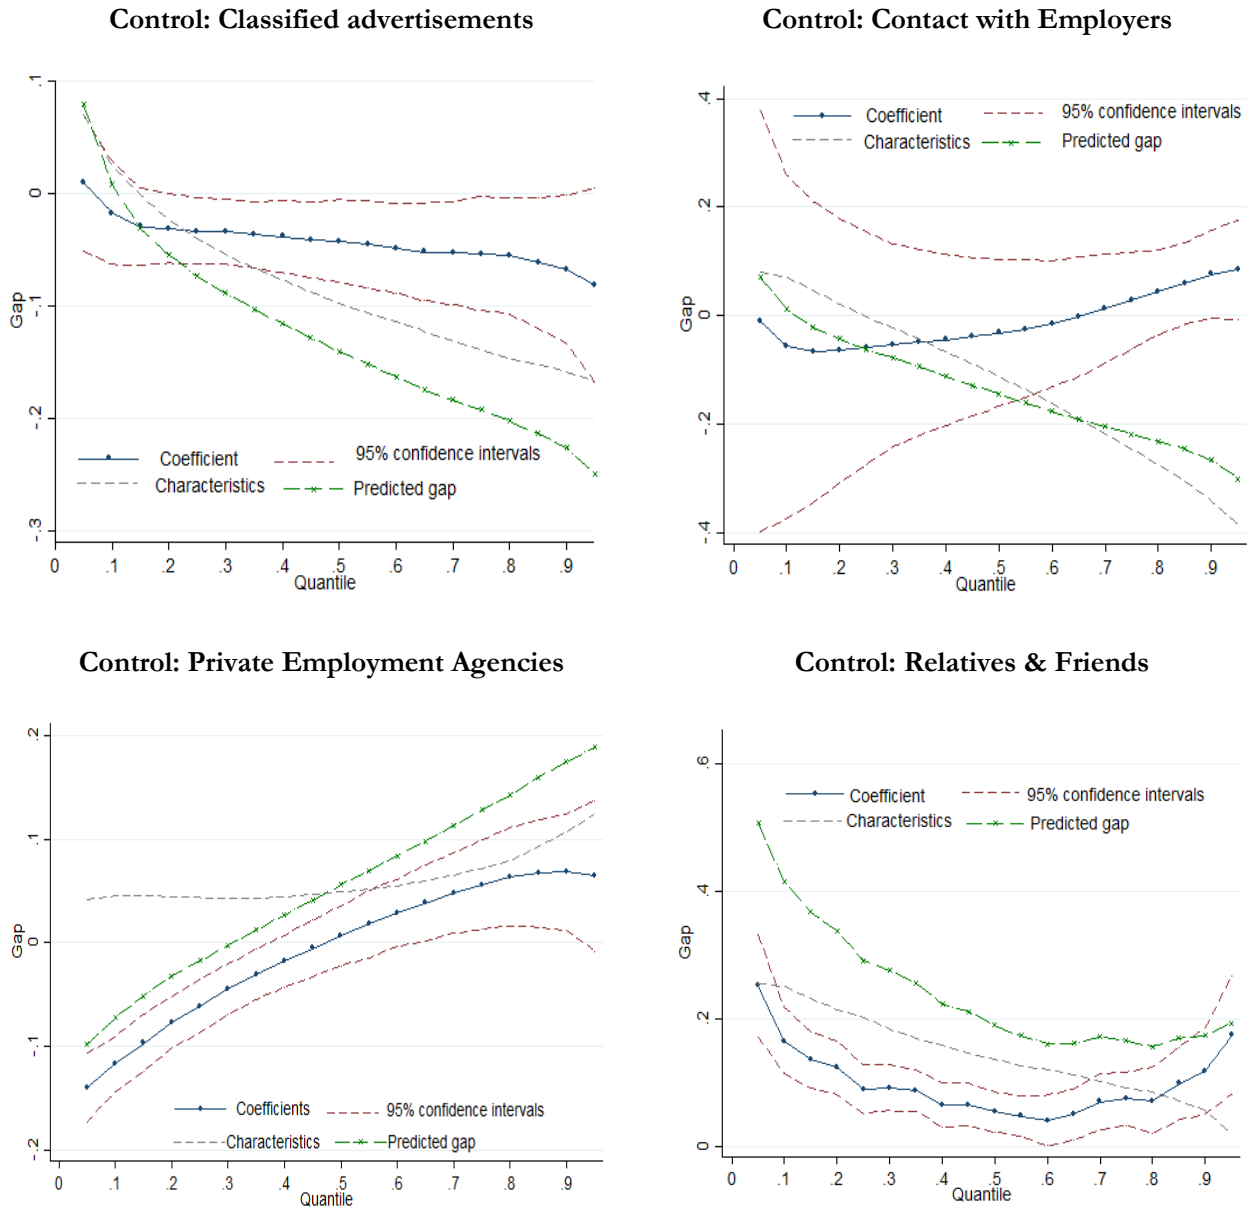 Control: Classified advertisements
.1
0
-.1
-.2
-.3
Gap
Coefficient
95% confidence intervals
Characteristics
Predicted gap
0 .1 .2 .3 .4 .5 .6 .7 .8 .9
Quantile
Control: Contact with Employers
.4
.2
0
-.2
-.4
Gap
Coefficient
95% confidence intervals
Characteristics
Predicted gap
0 .1 .2 .3 .4 .5 .6 .7 .8 .9
Quantile
Control: Private Employment Agencies
.2
.1
0
-.1
-.2
Gap
Coefficients
95% confidence intervals
Characteristics
Predicted gap
0 .1 .2 .3 .4 .5 .6 .7 .8 .9
Quantile
Control: Relatives & Friends
.6
.4
.2
0
Gap
Coefficient
95% confidence intervals
Characteristics
Predicted gap
0 .1 .2 .3 .4 .5 .6 .7 .8 .9
Quantile